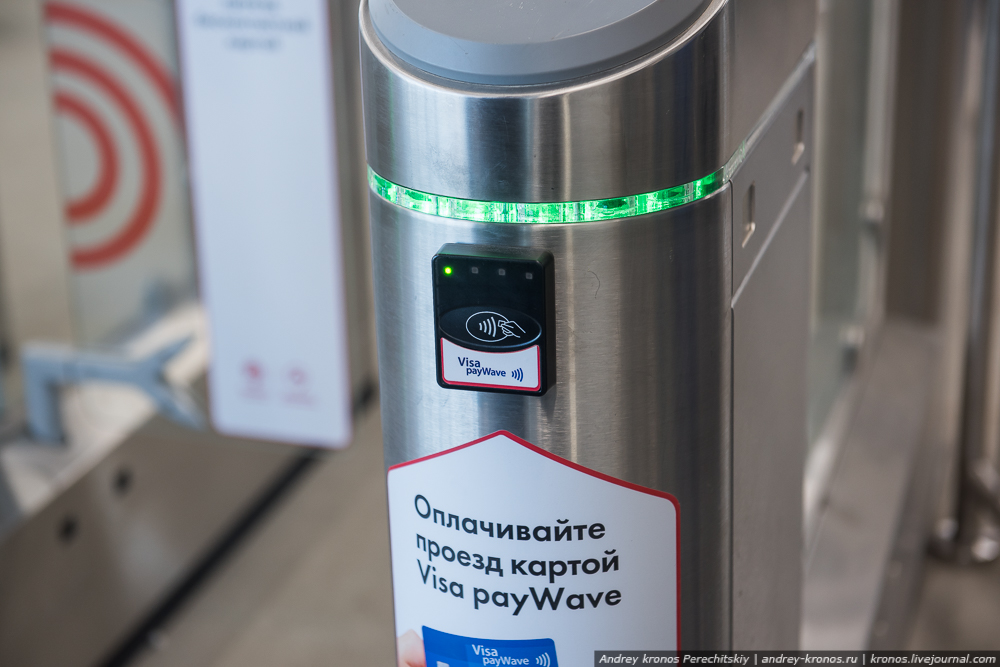 Visa
payWave
Оплачивайте
проезд картой
Visa payWave
Visa
payWave
Andrey kronos Perechitskiy | andrey-kronos.ru | kronos.livejournal.com